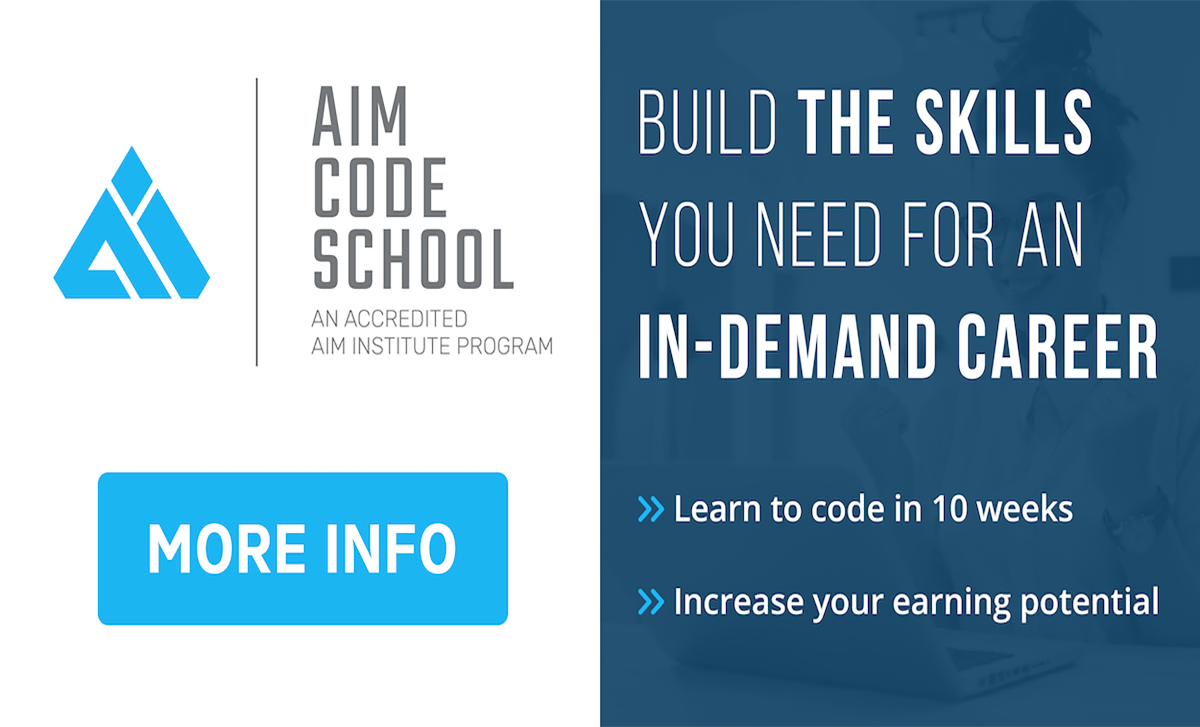 AIM
CODE
SCHOOL
AN ACCREDITED
AIM INSTITUTE PROGRAM
MORE INFO
BUILD THE SKILLS
YOU NEED FOR AN
IN-DEMAND CAREER
Learn to code in 10 weeks
Increase your earning potential